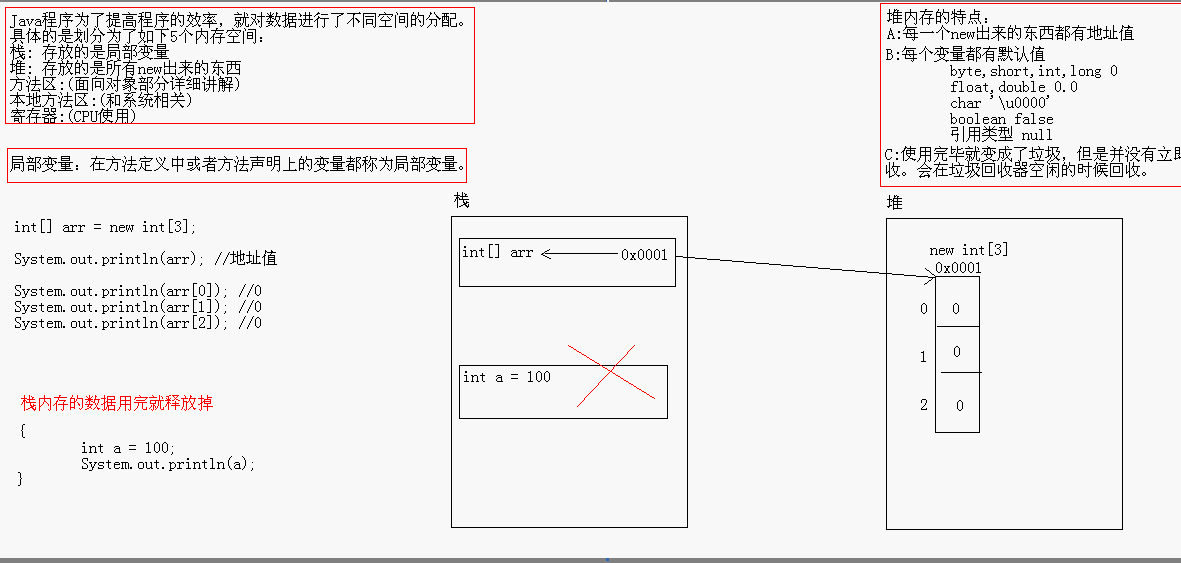 Java程序为了提高程序的效率，就对数据进行了不同空间的分配。
具体的是划分为了如下5个内存空间：
栈: 存放的是局部变量
堆: 存放的是所有new出来的东西
方法区:(面向对象部分详细讲解)
本地方法区:(和系统相关)
寄存器:(CPU使用)
局部变量: 在方法定义中或者方法声明上的变量都称为局部变量。
int[] arr = new int[3];
System.out.println(arr); //地址值
System.out.println(arr[0]); //0
System.out.println(arr[1]); //0
System.out.println(arr[2]); //0
栈内存的数据用完就释放掉
{
int a = 100;
System.out.println(a);
}
栈
int[] arr
0x0001
int a = 100
堆内存的特点：
A:每一个new出来的东西都有地址值
B:每个变量都有默认值
byte,short,int,long 0
float,double 0.0
char '\u0000'
boolean false
引用类型 null
C:使用完毕就变成了垃圾，但是并没有立即
收。会在垃圾回收器空闲的时候回收。
堆
new int[3]
0x0001
0 0
1 0
2 0